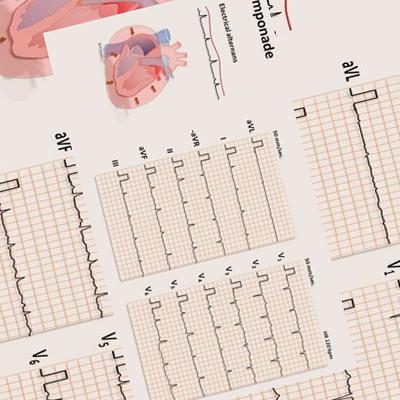 Electrical alternans
mponade
aVL
aVF
50 mm/sec.
aVL
I
-aVR
II
aVF
III
50 mm/sec.
V1
V2
V3
V4
V5
V6
HR 120 bpm
V1
V5
V6